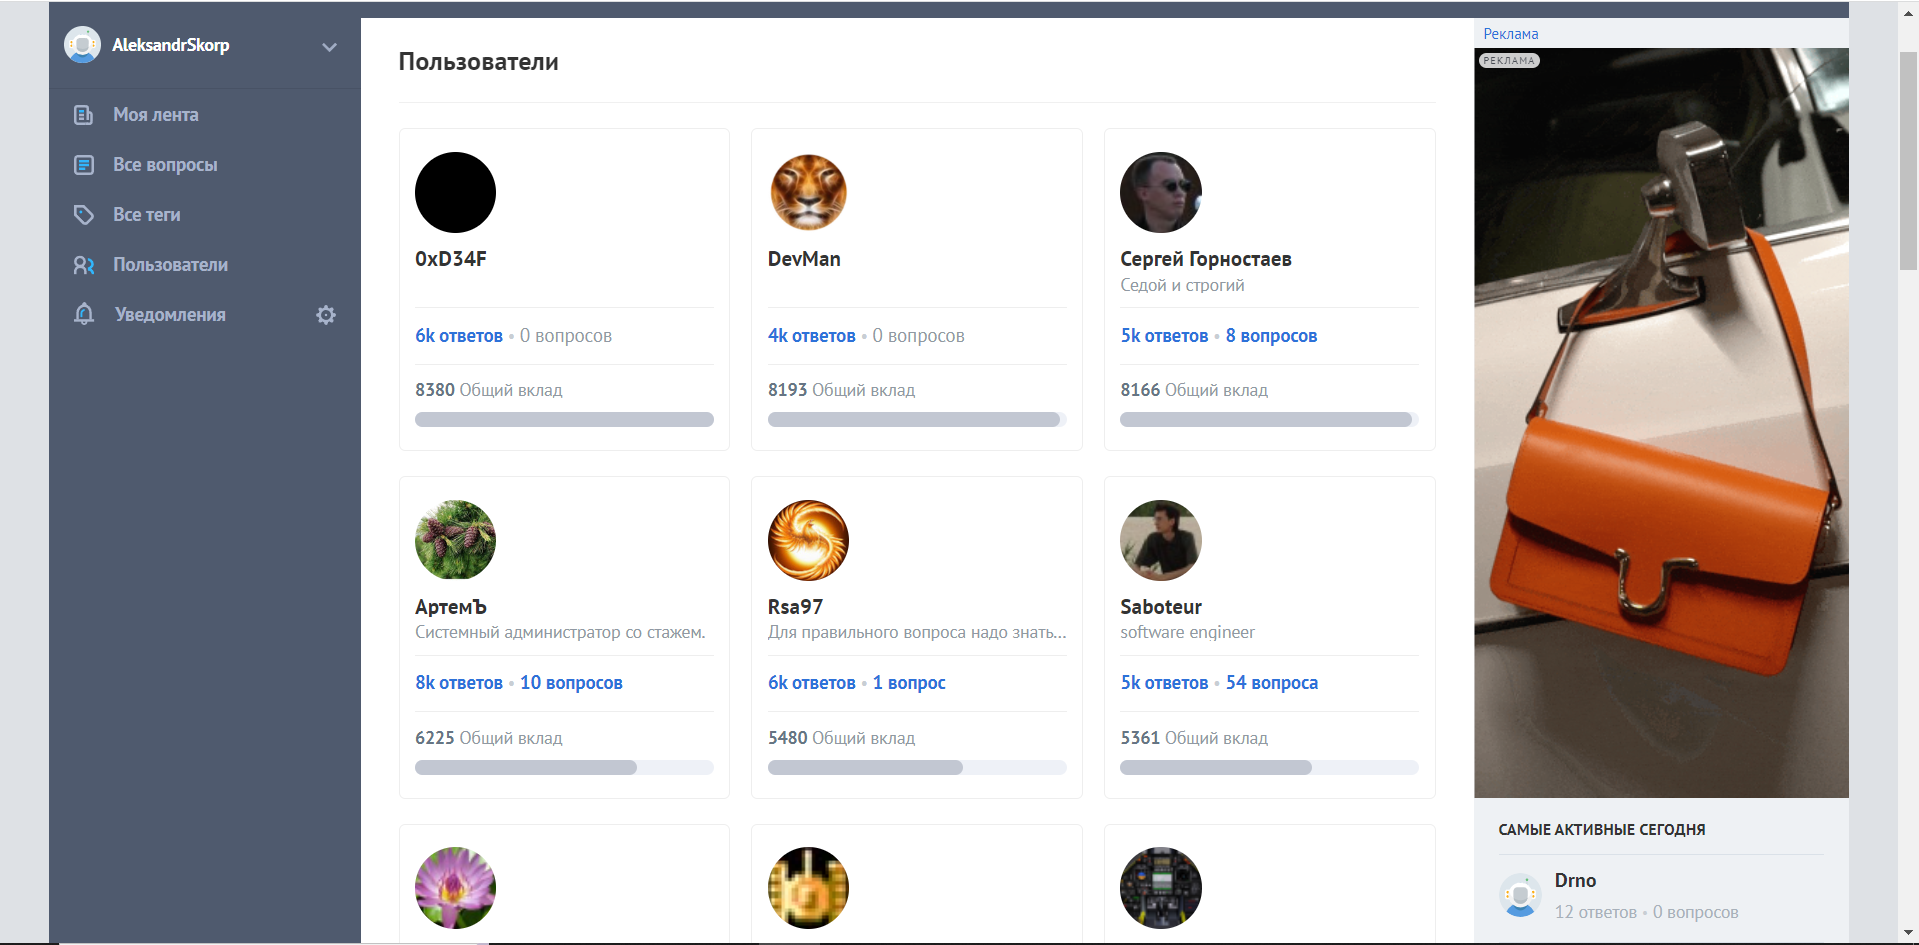 AleksandrSkorp
Моя лента
Все вопросы
Все теги
Пользователи
Уведомления
Пользователи
0xD34F
6k ответов • 0 вопросов
8380 Общий вклад
DevMan
4k ответов • 0 вопросов
8193 Общий вклад
Сергей Горностаев
Седой и строгий
5k ответов • 8 вопросов
8166 Общий вклад
АртемЪ
Системный администратор со стажем.
8k ответов • 10 вопросов
6225 Общий вклад
Rsa97
Для правильного вопроса надо знать...
6k ответов • 1 вопрос
5480 Общий вклад
Saboteur
software engineer
5k ответов • 54 вопроса
5361 Общий вклад
Реклама
РЕКЛАМА
САМЫЕ АКТИВНЫЕ СЕГОДНЯ
Drno
12 ответов • 0 вопросов